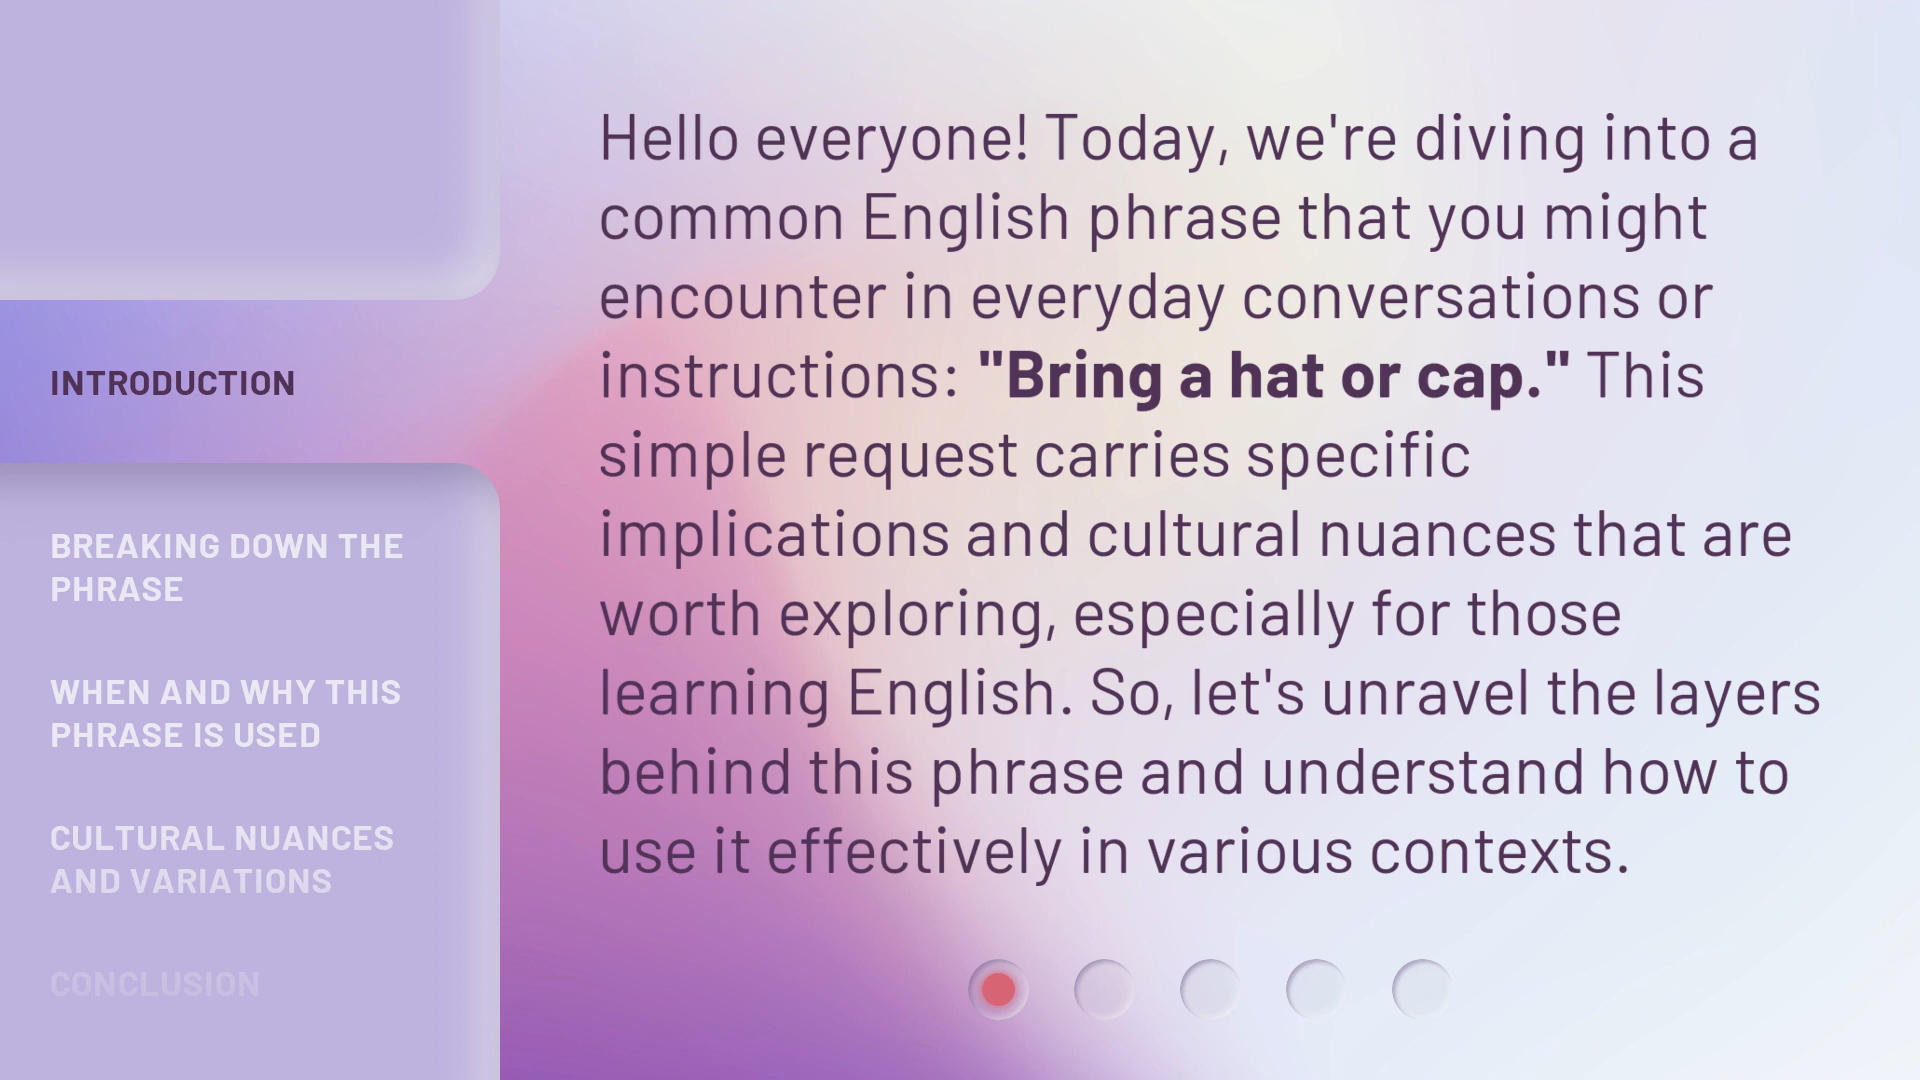 INTRODUCTION
BREAKING DOWN THE
PHRASE
WHEN AND WHY THIS
PHRASE IS USED
CULTURAL NUANCES
AND VARIATIONS
CONCLUSION
Hello everyone! Today, we're diving into a
common English phrase that you might
encounter in everyday conversations or
instructions: "Bring a hat or cap." This
simple request carries specific
implications and cultural nuances that are
worth exploring, especially for those
learning English. So, let's unravel the layers
behind this phrase and understand how to
use it effectively in various contexts.